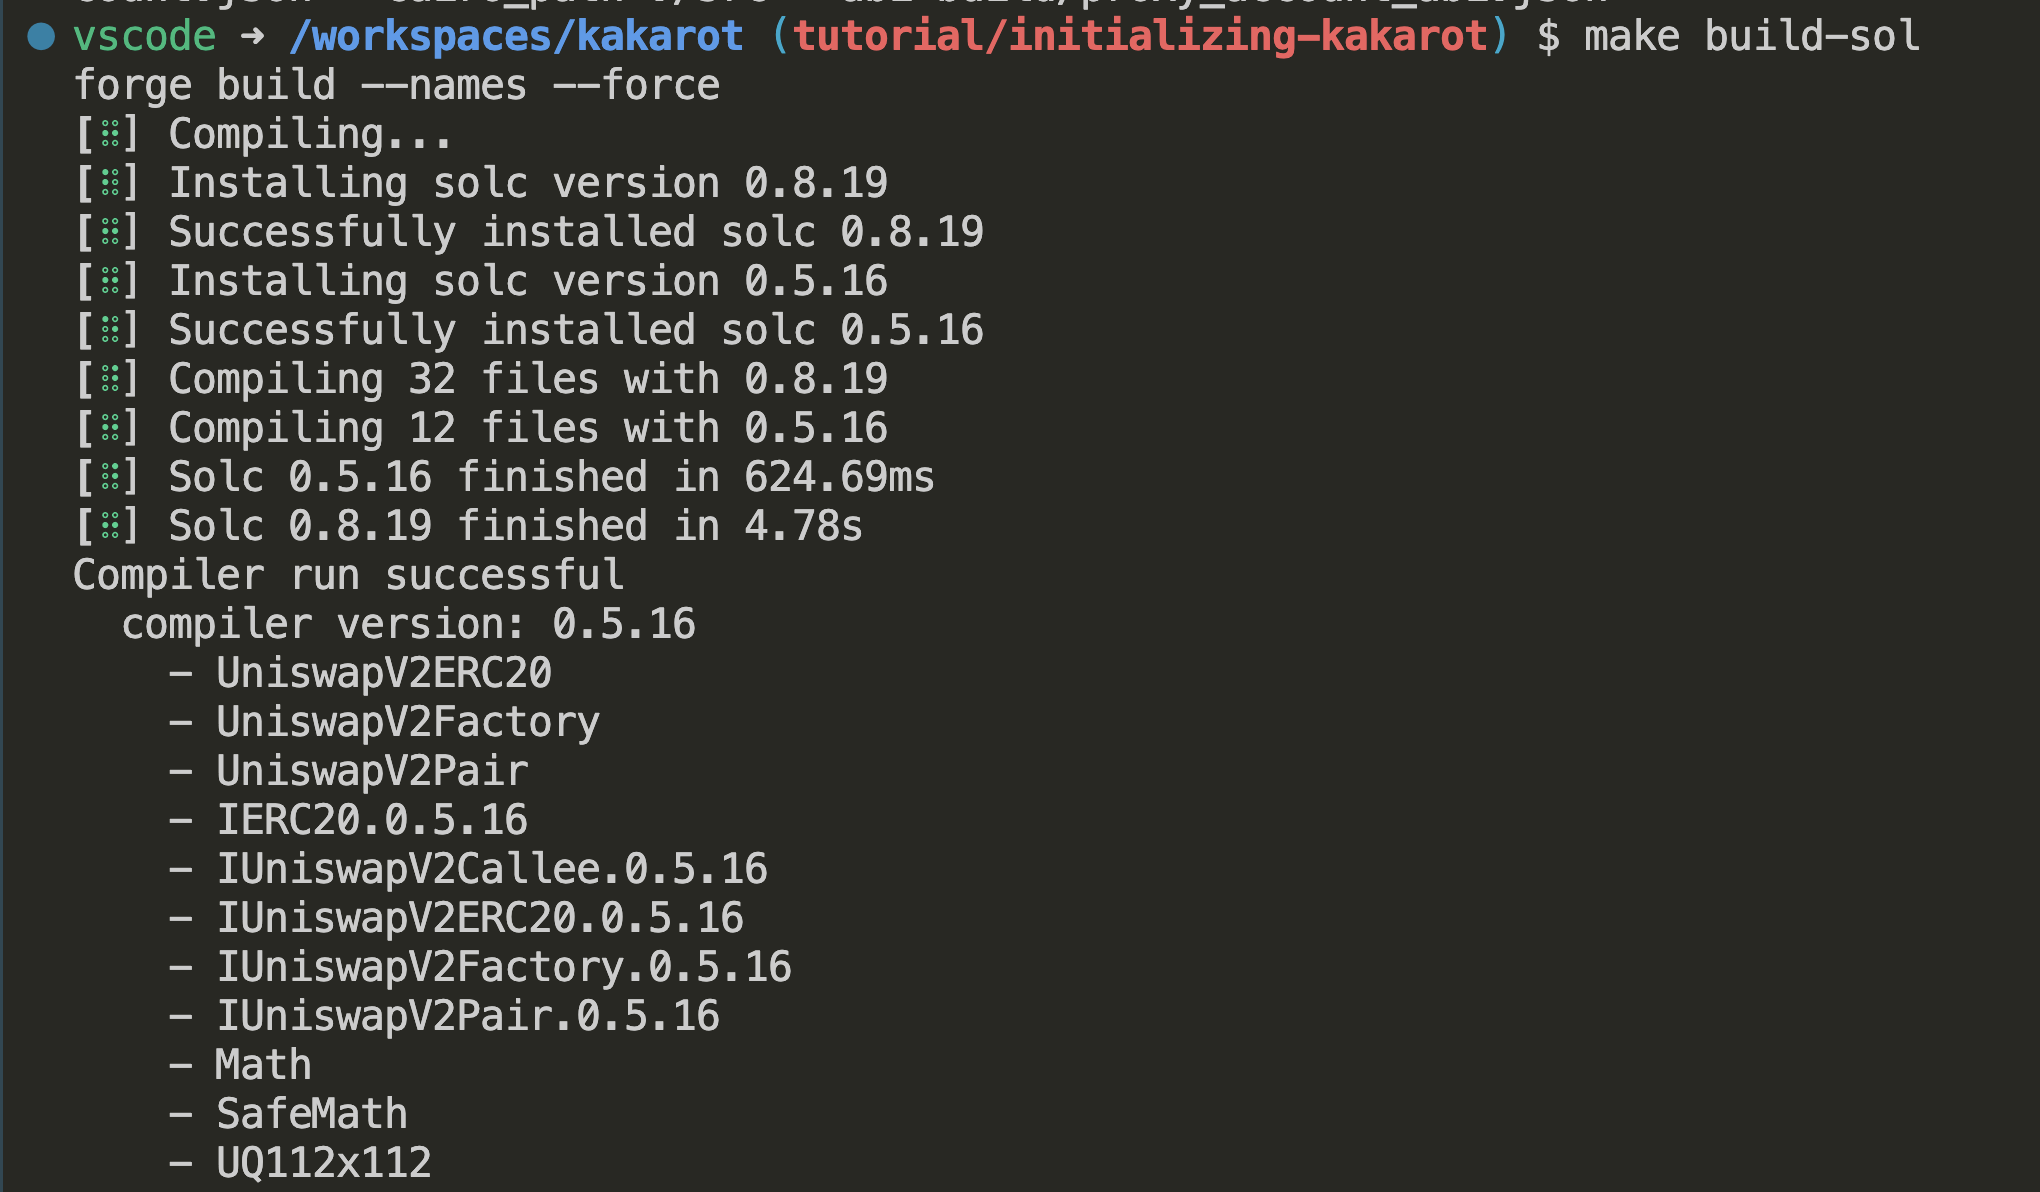 vscode ➜ /workspaces/kakarot (tutorial/initializing-kakarot) $ make build-sol
forge build --names --force
[⠿] Compiling...
[⠿] Installing solc version 0.8.19
[⠿] Successfully installed solc 0.8.19
[⠿] Installing solc version 0.5.16
[⠿] Successfully installed solc 0.5.16
[⠿] Compiling 32 files with 0.8.19
[⠿] Compiling 12 files with 0.5.16
[⠿] Solc 0.5.16 finished in 624.69ms
[⠿] Solc 0.8.19 finished in 4.78s
Compiler run successful
compiler version: 0.5.16
- UniswapV2ERC20
- UniswapV2Factory
- UniswapV2Pair
- IERC20.0.5.16
- IUniswapV2Callee.0.5.16
- IUniswapV2ERC20.0.5.16
- IUniswapV2Factory.0.5.16
- IUniswapV2Pair.0.5.16
- Math
- SafeMath
- UQ112x112